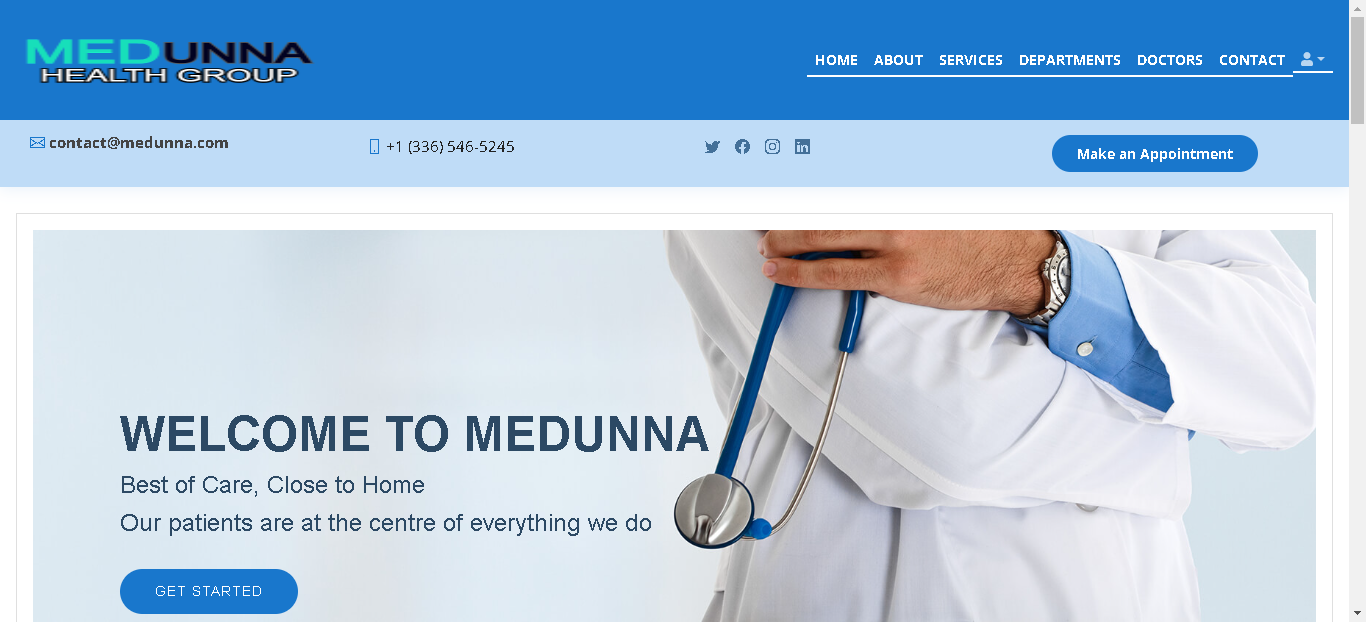 MEDUNNA
HEALTH GROUP
HOME ABOUT SERVICES DEPARTMENTS DOCTORS CONTACT
contact@medunna.com +1 (336) 546-5245 Make an Appointment
WELCOME TO MEDUNNA
Best of Care, Close to Home
Our patients are at the centre of everything we do
GET STARTED